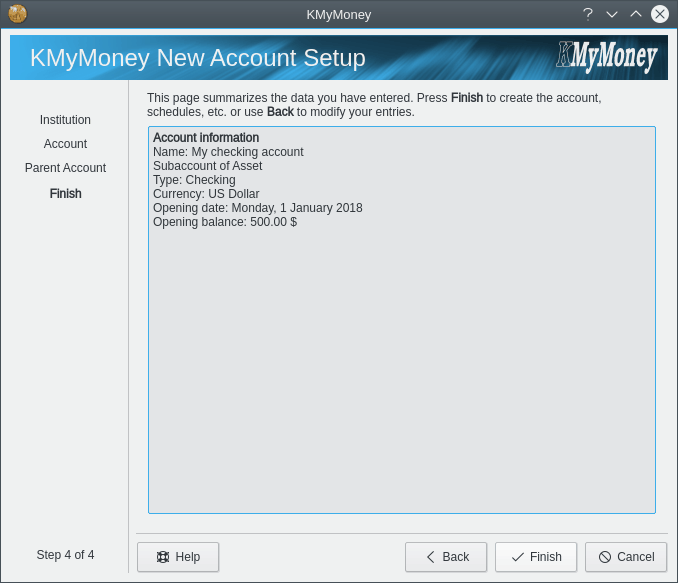 KMyMoney
KMyMoney New Account Setup
KMyMoney
Institution
Account
Parent Account
Finish
This page summarizes the data you have entered. Press Finish to create the account,
schedules, etc. or use Back to modify your entries.
Account information
Name: My checking account
Subaccount of Asset
Type: Checking
Currency: US Dollar
Opening date: Monday, 1 January 2018
Opening balance: 500.00 $
Step 4 of 4
Help
Back
Finish
Cancel